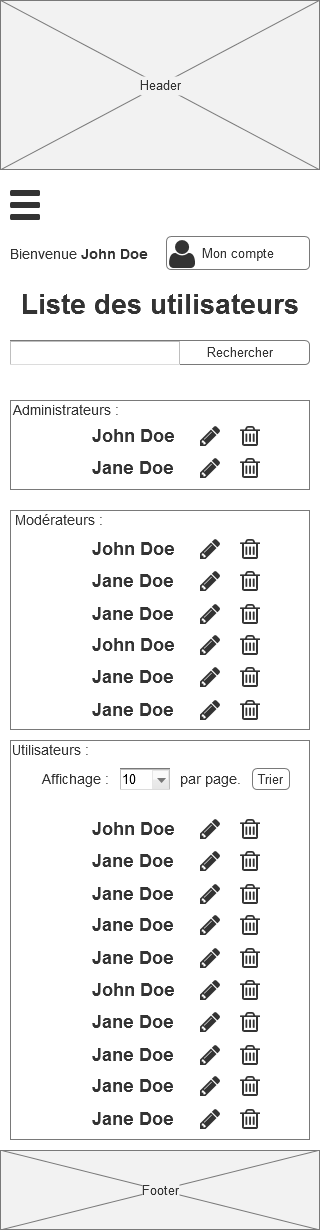 Header
Bienvenue John Doe
Mon compte
Liste des utilisateurs
Rechercher
Administrateurs :
John Doe
Jane Doe
Modérateurs :
John Doe
Jane Doe
Jane Doe
John Doe
Jane Doe
Jane Doe
Utilisateurs :
Affichage : 10 par page. Trier
John Doe
Jane Doe
Jane Doe
Jane Doe
Jane Doe
John Doe
Jane Doe
Jane Doe
Jane Doe
Jane Doe
Footer